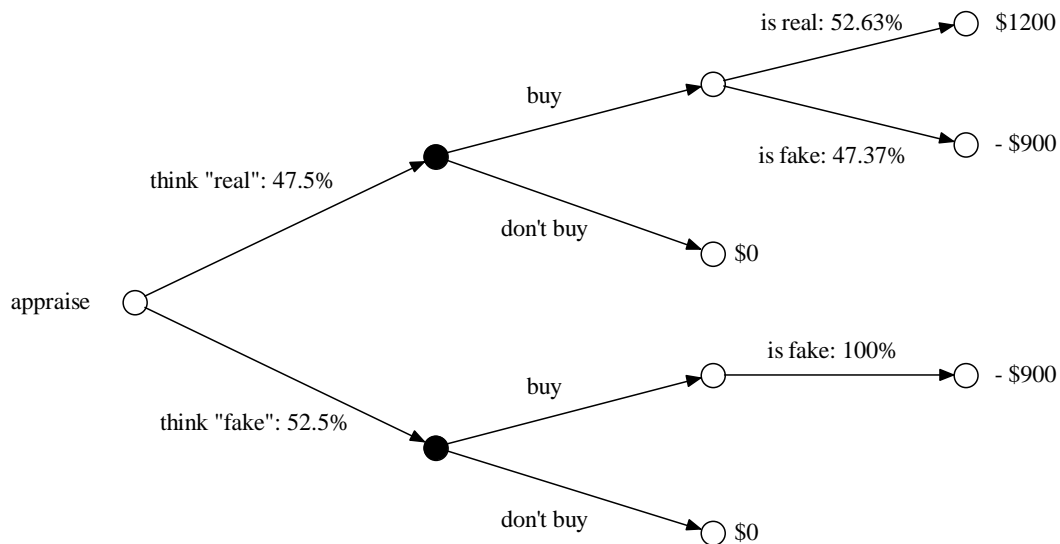 is real: 52.63%
$1200
buy
is fake: 47.37%
- $900
think "real": 47.5%
don't buy
$0
appraise
is fake: 100%
- $900
buy
think "fake": 52.5%
don't buy
$0